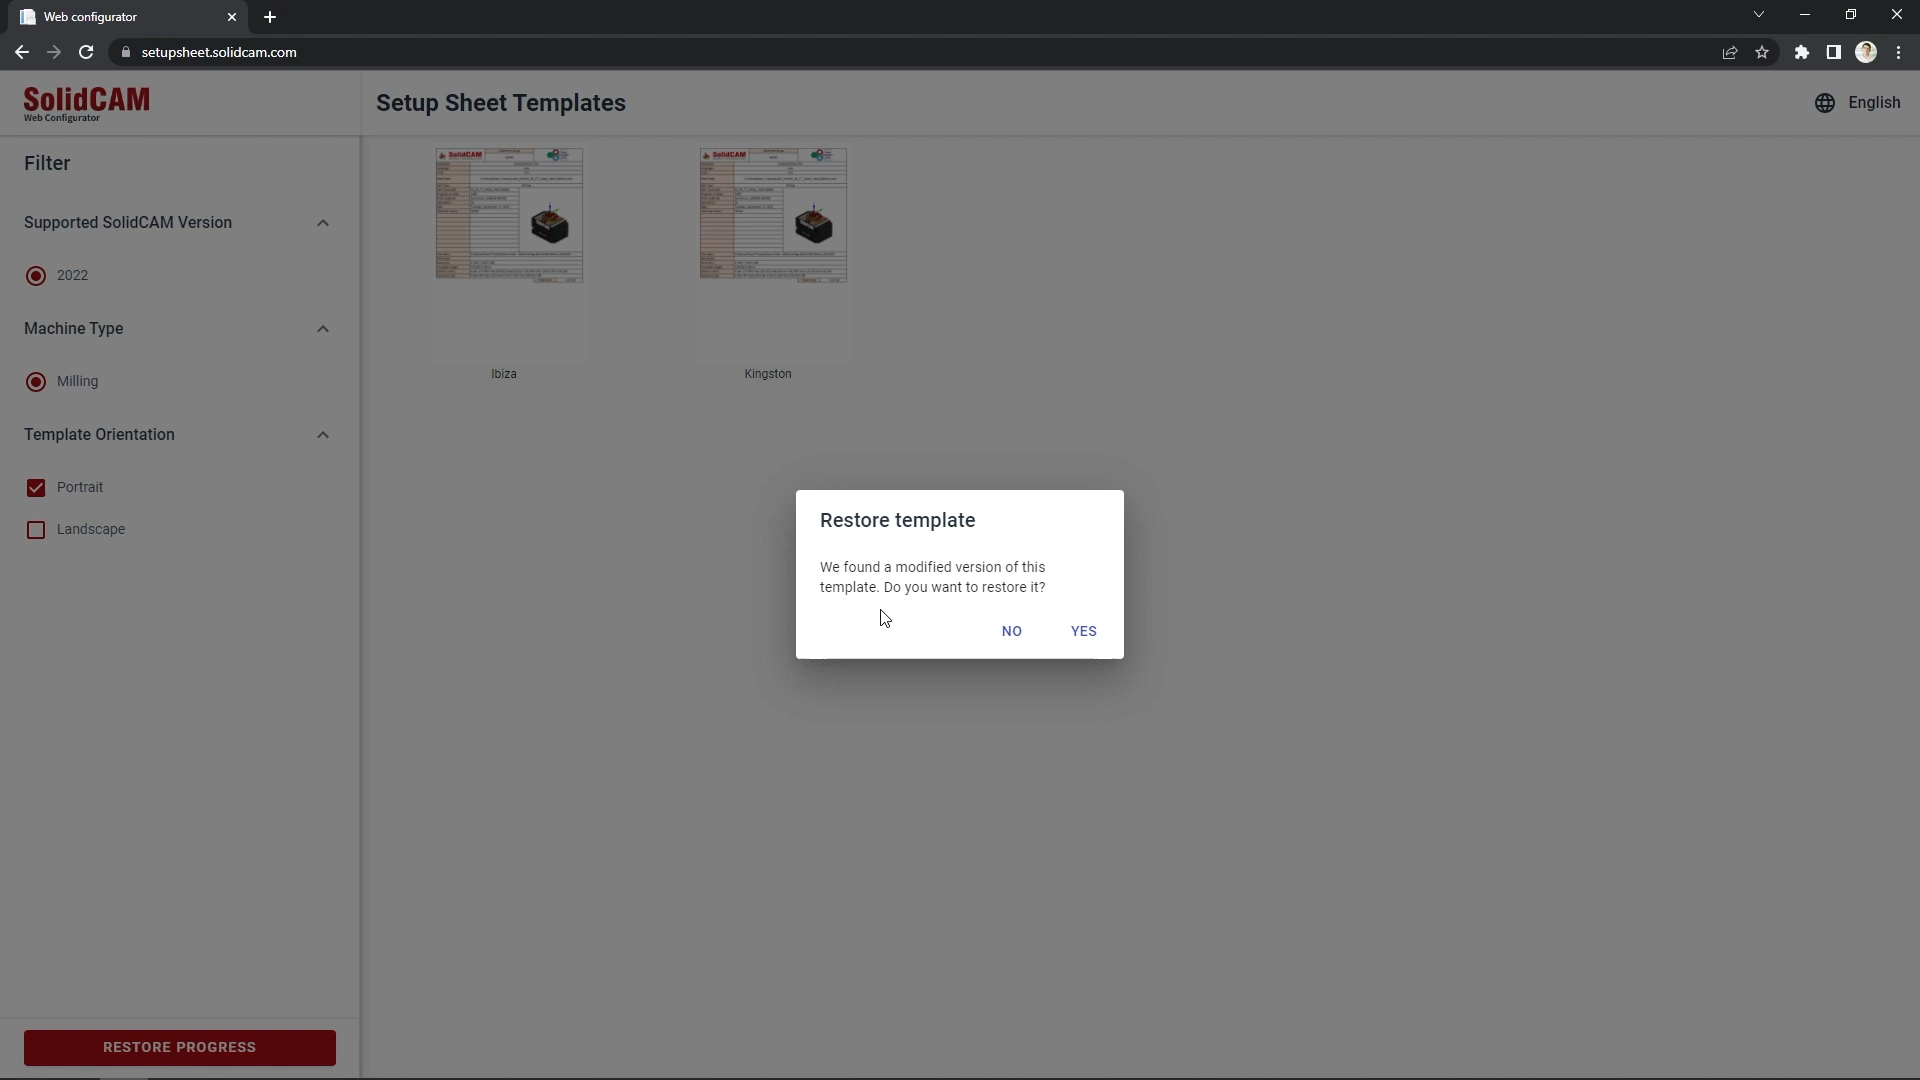 Web configurator
setupsheet.solidcam.com
SolidCAM
Web Configurator
Setup Sheet Templates
English
Filter
Supported SolidCAM Version
2022
Machine Type
Milling
Template Orientation
Portrait
Landscape
SolidCAM
SolidCAM
Ibiza
Kingston
Restore template
We found a modified version of this
template. Do you want to restore it?
NO
YES
RESTORE PROGRESS